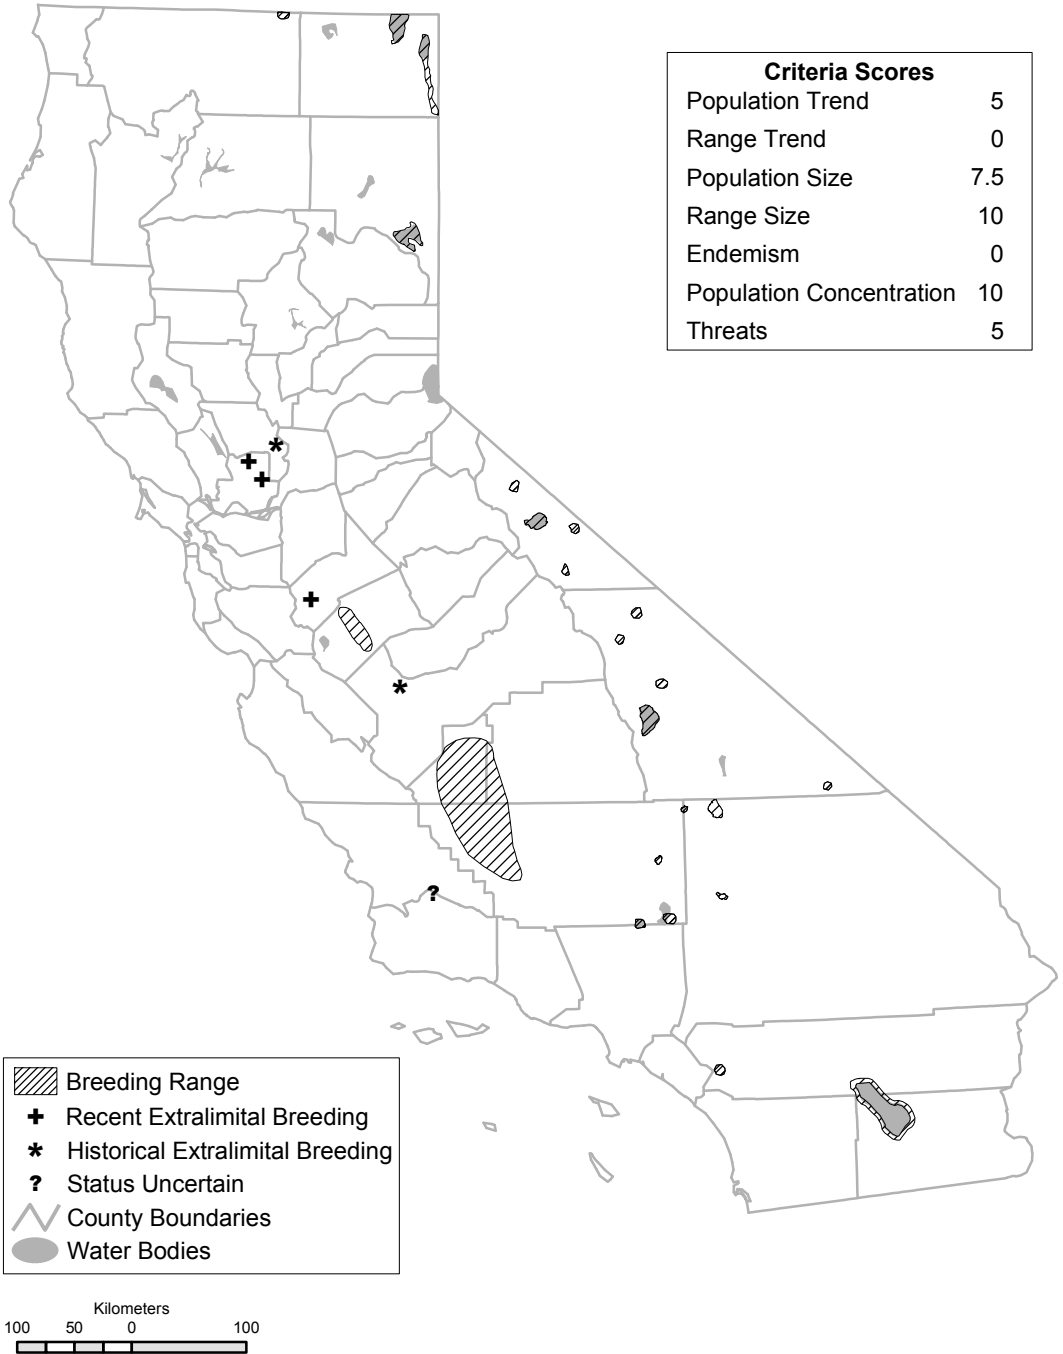 Criteria Scores
Population Trend 5
Range Trend 0
Population Size 7.5
Range Size 10
Endemism 0
Population Concentration 10
Threats 5
?
Breeding Range
Recent Extralimital Breeding
* Historical Extralimital Breeding
? Status Uncertain
County Boundaries
Water Bodies
Kilometers
100 50 0 100